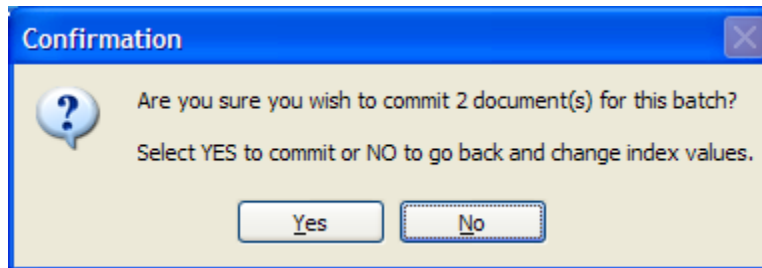 Confirmation
Are you sure you wish to commit 2 document(s) for this batch?
Select YES to commit or NO to go back and change index values.
Yes
No